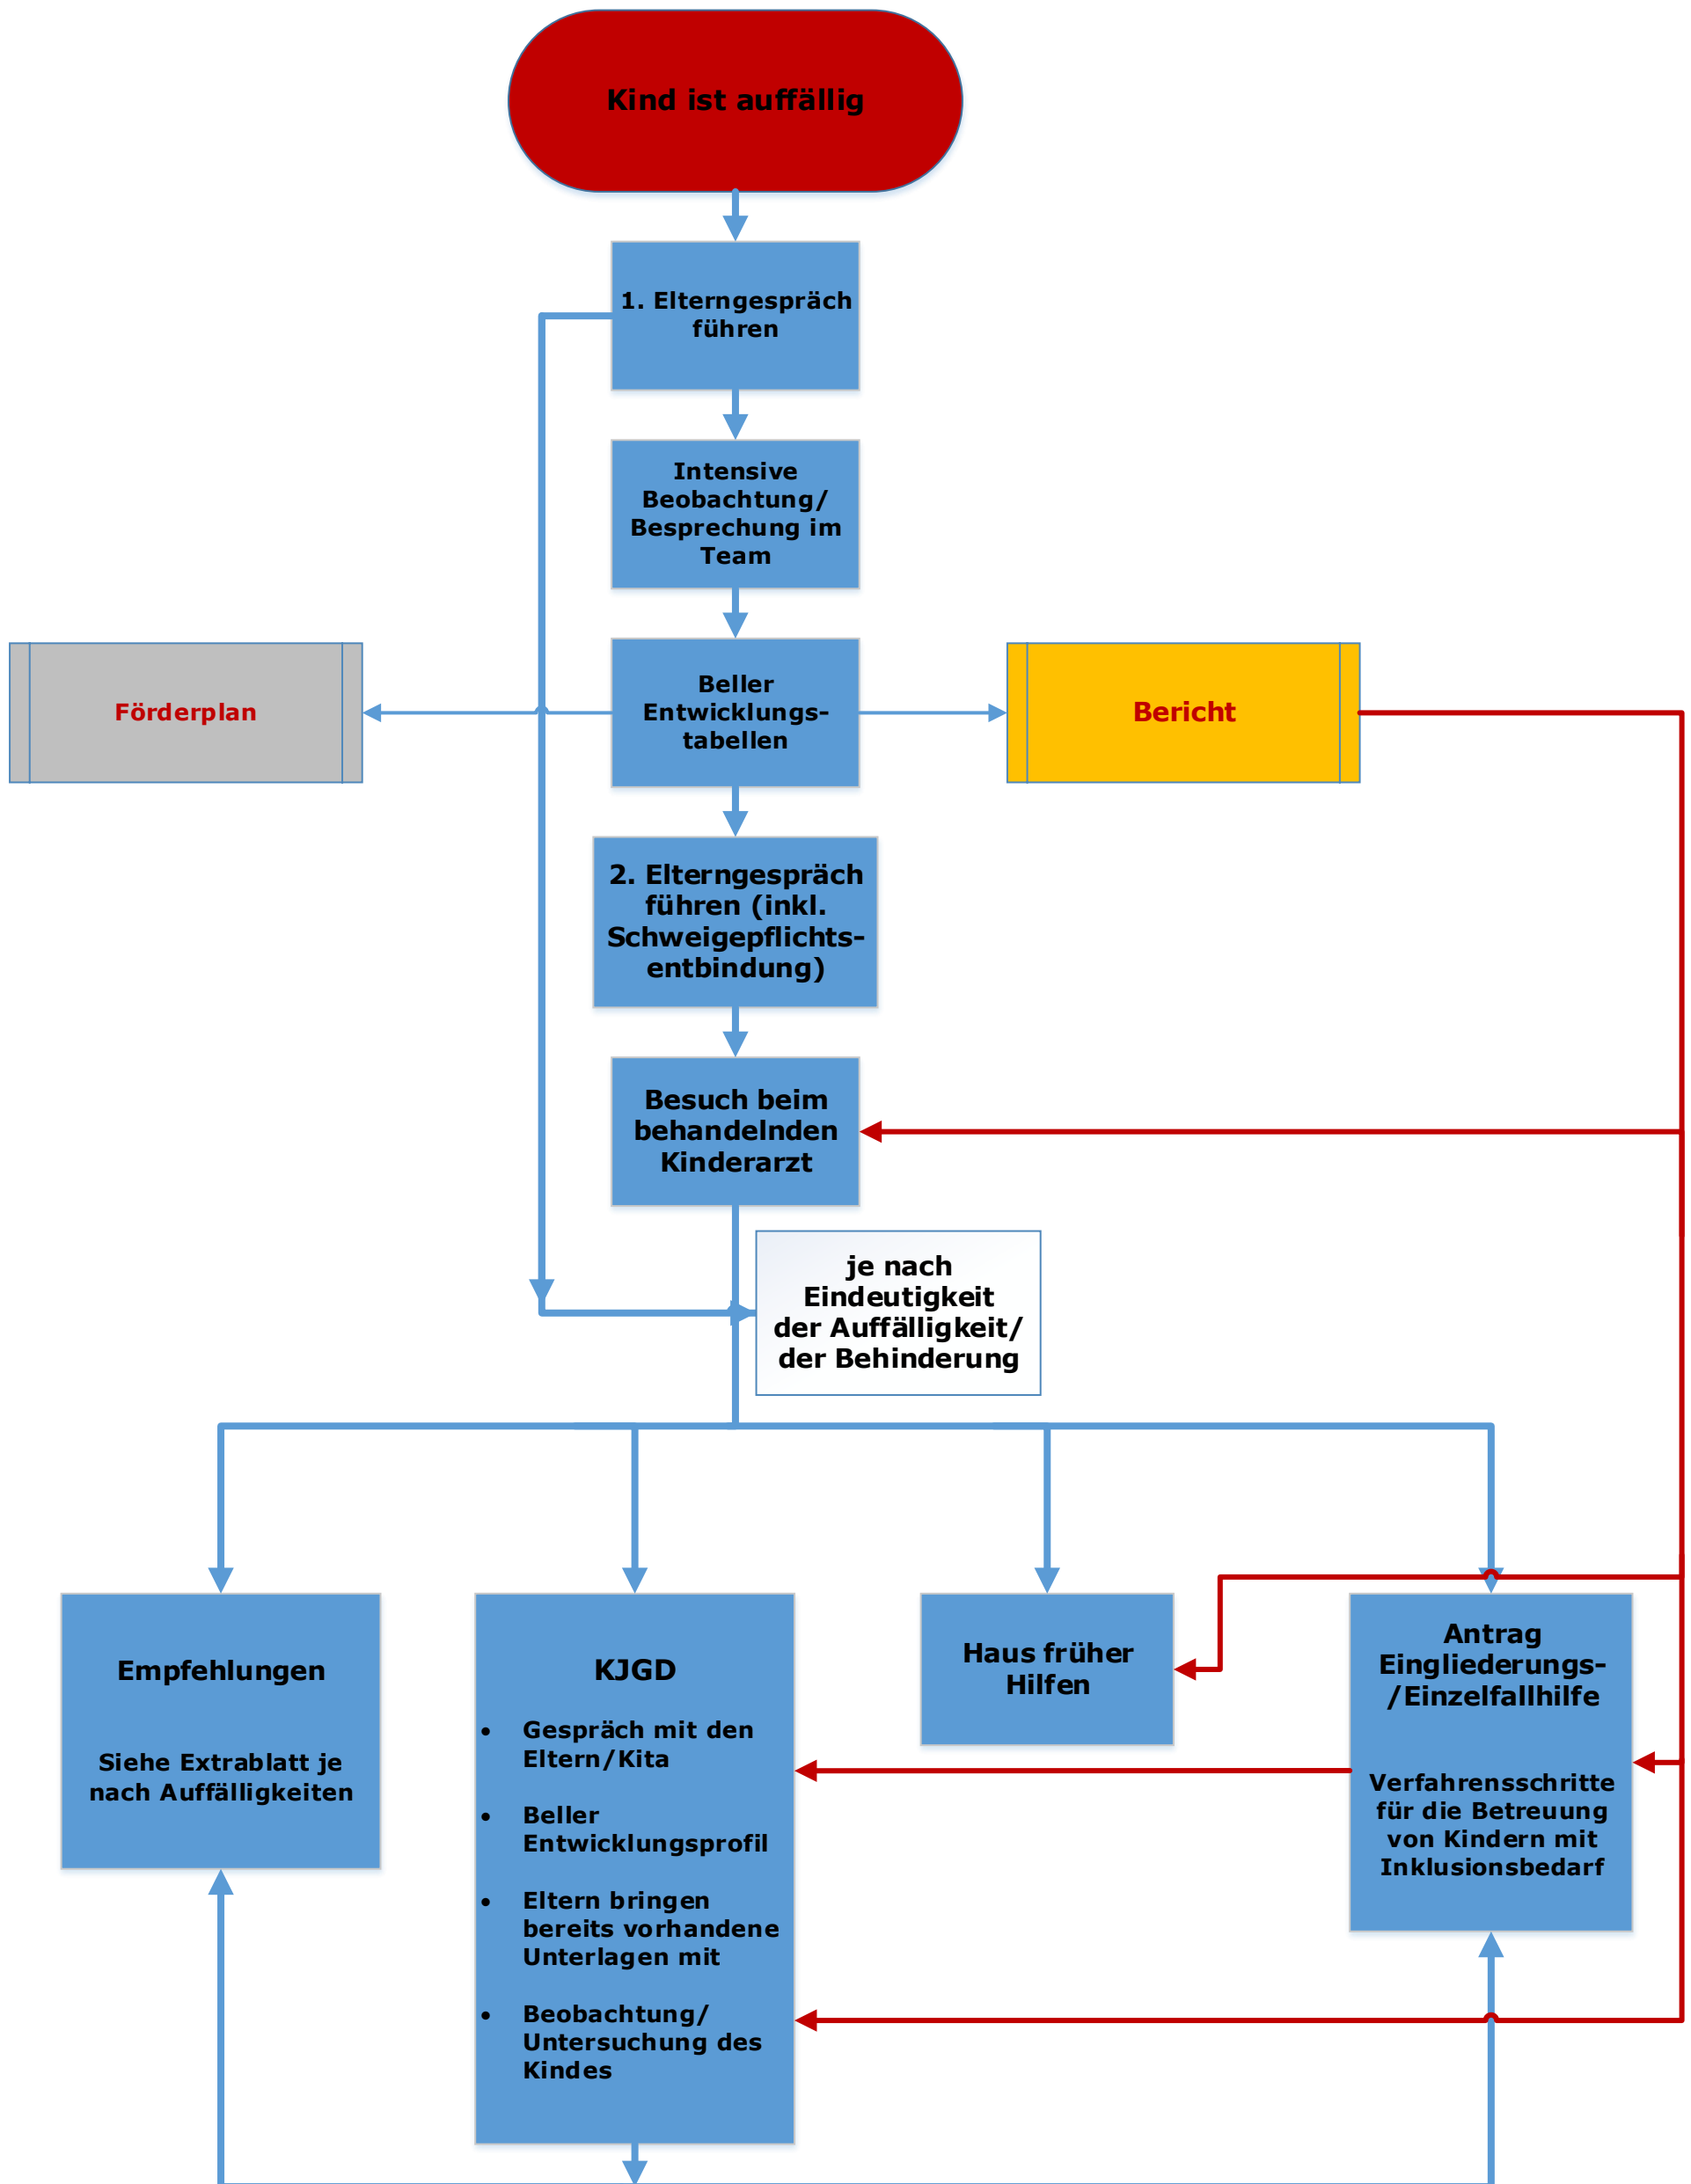 Kind ist auffällig
1. Elterngespräch
führen
Intensive
Beobachtung/
Besprechung im
Team
Förderplan
Beller
Entwicklungs-
tabellen
Bericht
2. Elterngespräch
führen (inkl.
Schweigepflichts-
entbindung)
Besuch beim
behandelnden
Kinderarzt
je nach
Eindeutigkeit
der Auffälligkeit/
der Behinderung
Empfehlungen
Siehe Extrablatt je
nach Auffälligkeiten
KJGD
• Gespräch mit den
Eltern/Kita
• Beller
Entwicklungsprofil
• Eltern bringen
bereits vorhandene
Unterlagen mit
• Beobachtung/
Untersuchung des
Kindes
Haus früher
Hilfen
Antrag
Eingliederungs-
/Einzelfallhilfe
Verfahrensschritte
für die Betreuung
von Kindern mit
Inklusionsbedarf